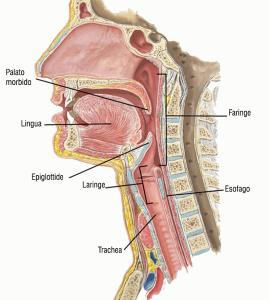 Palato
morbido
Faringe
Lingua
Epiglottide
Laringe
Esofago
Trachea